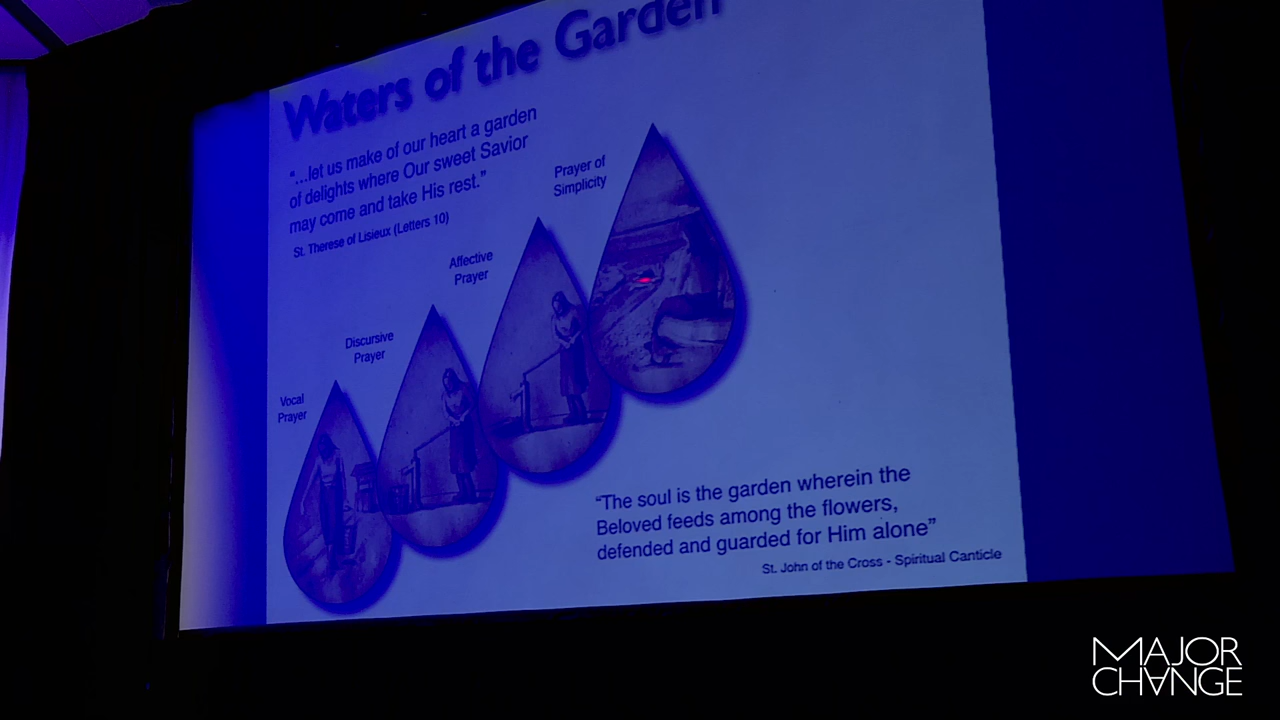 Waters of the Garden
“...let us make of our heart a garden
of delights where Our sweet Savior
may come and take His rest.”
St. Therese of Lisieux (Letters 10)
Prayer of
Simplicity
Affective
Prayer
Discursive
Prayer
Vocal
Prayer
“The soul is the garden wherein the
Beloved feeds among the flowers,
defended and guarded for Him alone”
St. John of the Cross - Spiritual Canticle
MAJOR
CHANGE